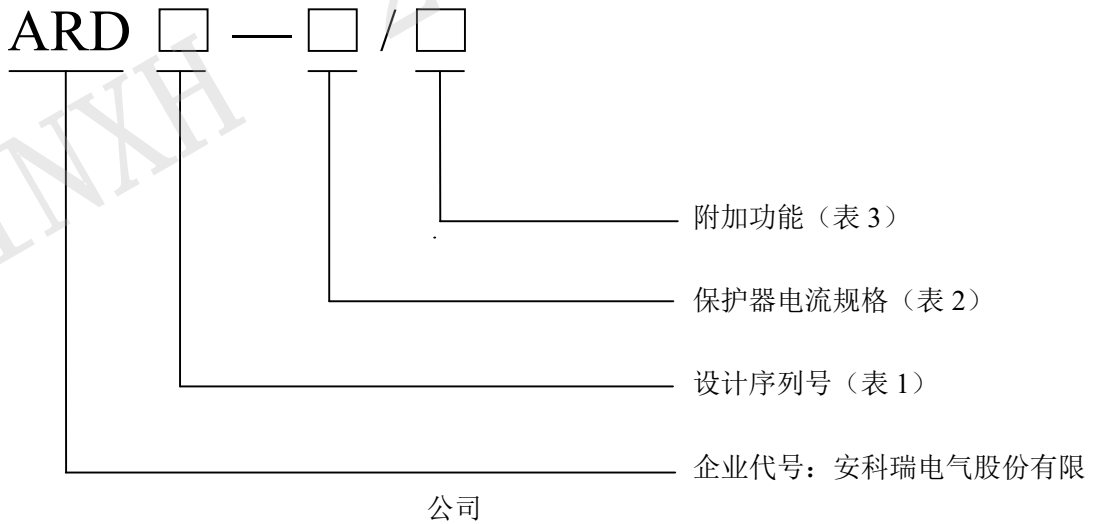 ARD □ — □ / □
附加功能（表 3）
保护器电流规格（表 2）
设计序列号（表 1）
企业代号：安科瑞电气股份有限
公司